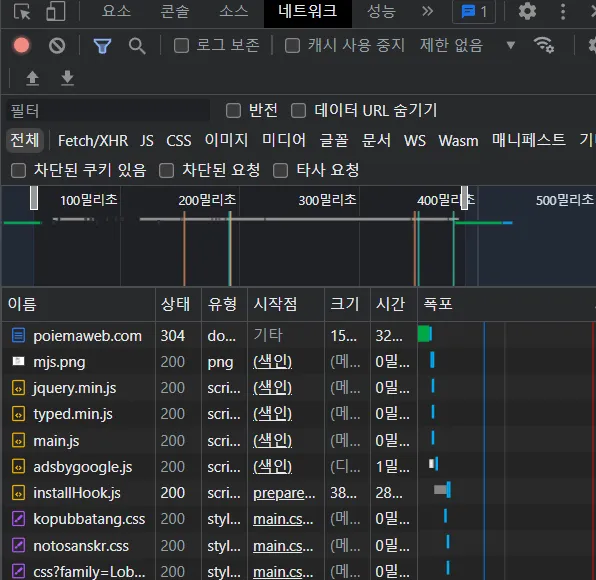 요소 콘솔 소스 네트워크 성능 1
로그 보존 캐시 사용 중지 제한 없음
필터 반전 데이터 URL 숨기기
전체 Fetch/XHR JS CSS 이미지 미디어 글꼴 문서 WS Wasm 매니페스트 기
차단된 쿠키 있음 차단된 요청 타사 요청
100밀리초 200밀리초 300밀리초 400밀리초 500밀리초
이름 상태 유형 시작점 크기 시간 폭포
poiemaweb.com 304 do... 기타 15... 32...
mjs.png 200 png (색인) (메... 0밀...
jquery.min.js 200 scri... (색인) (메... 0밀...
typed.min.js 200 scri... (색인) (메... 0밀...
main.js 200 scri... (색인) (메... 0밀...
adsbygoogle.js 200 scri... (색인) (디... 1밀...
installHook.js 200 scri... prepare... 38... 28...
kopubbatang.css 200 styl... main.cs... (메... 0밀...
notosanskr.css 200 styl... main.cs... (메... 0밀...
css?family=Lob... 200 styl... main.cs... (메... 0밀...